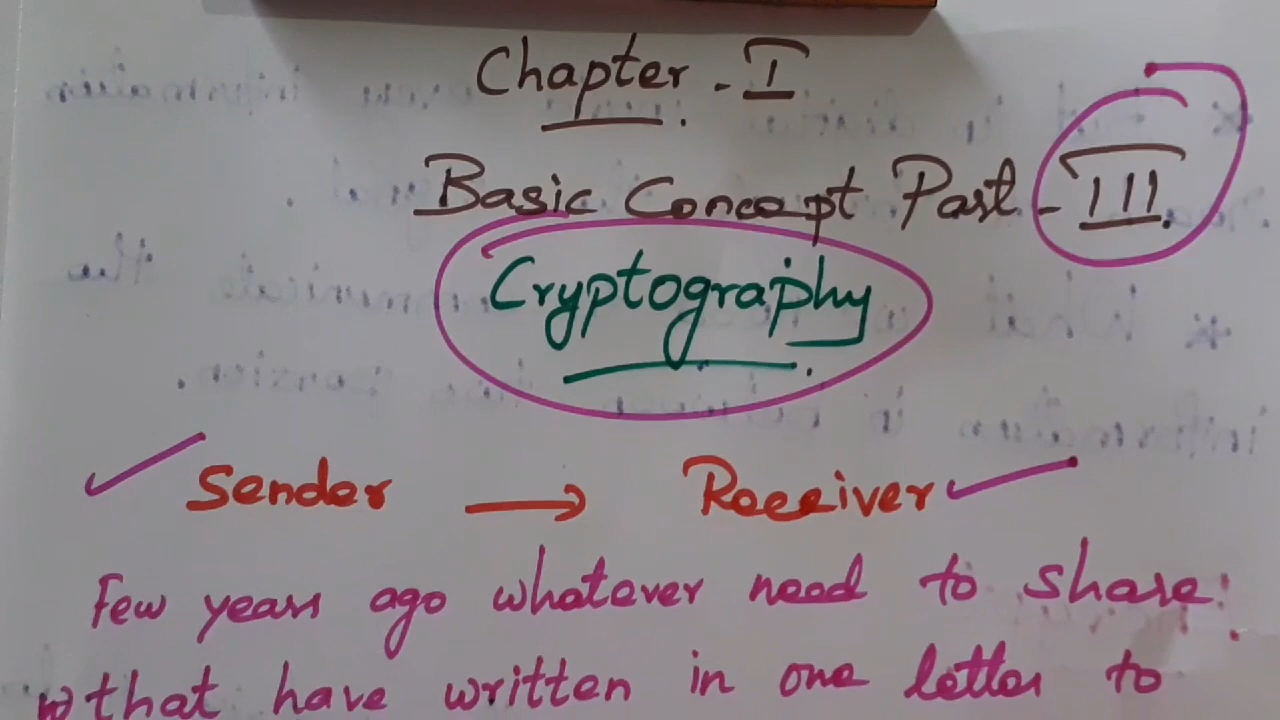 Chapter - I
Basic Concept Part - III
Cryptography
Sender → Receiver
Few years ago whatever need to share
that have written in one letter to